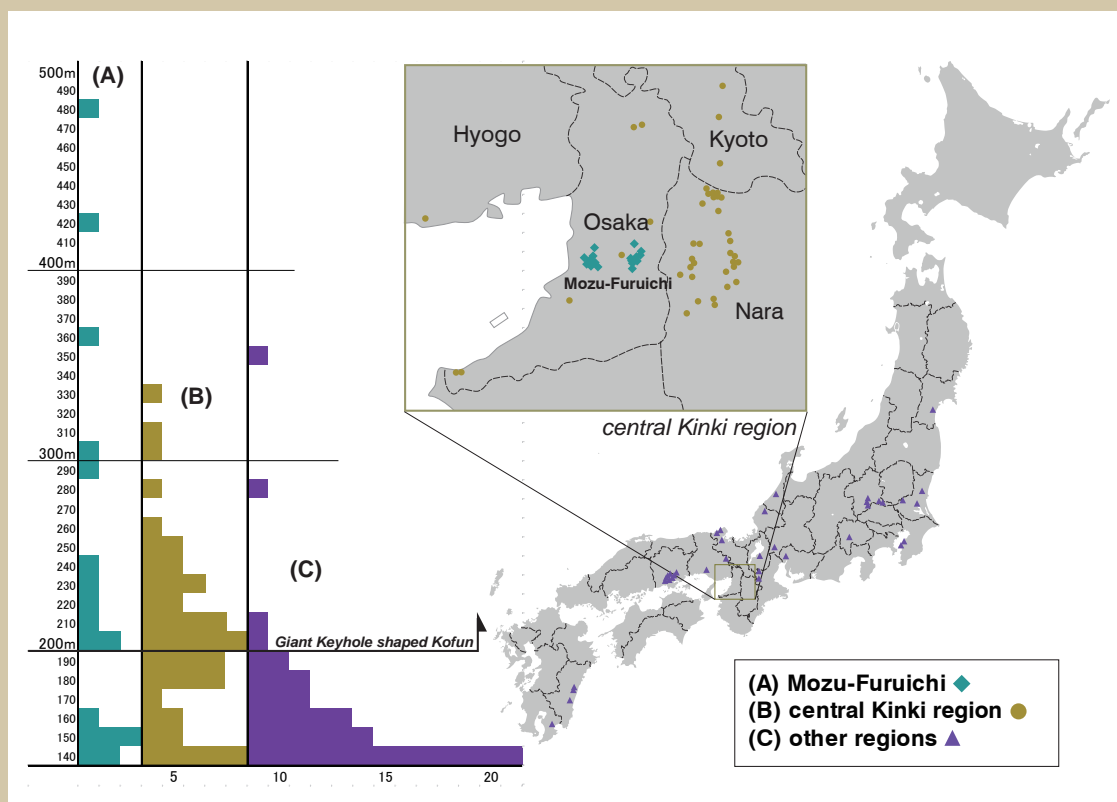 500m
(A)
490
480
470
460
450
440
430
420
410
400m
390
380
360
350
340
330
(B)
320
310
300m
290
280
270
260
250
240
(C)
230
220
210
Giant Keyhole shaped Kofun
200m
190
180
170
160
150
140
5
10
15
20
Hyogo
Kyoto
Osaka
Mozu-Furuichi
Nara
central Kinki region
(A) Mozu-Furuichi
(B) central Kinki region
(C) other regions